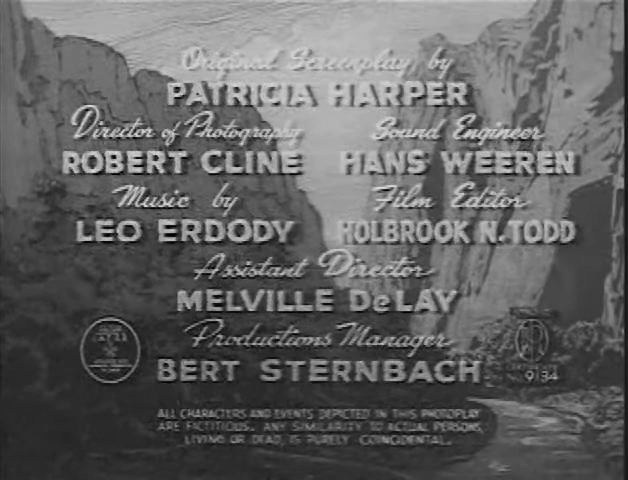 Original Screenplay by
PATRICIA HARPER
Director of Photography
ROBERT CLINE
Sound Engineer
HANS WEEREN
Music by
LEO ERDODY
Film Editor
HOLBROOK N. TODD
Assistant Director
MELVILLE DeLAY
Productions Manager
BERT STERNBACH
9134
ALL CHARACTERS AND EVENTS DEPICTED IN THIS PHOTOPLAY
ARE FICTITIOUS. ANY SIMILARITY TO ACTUAL PERSONS,
LIVING OR DEAD, IS PURELY COINCIDENTAL.